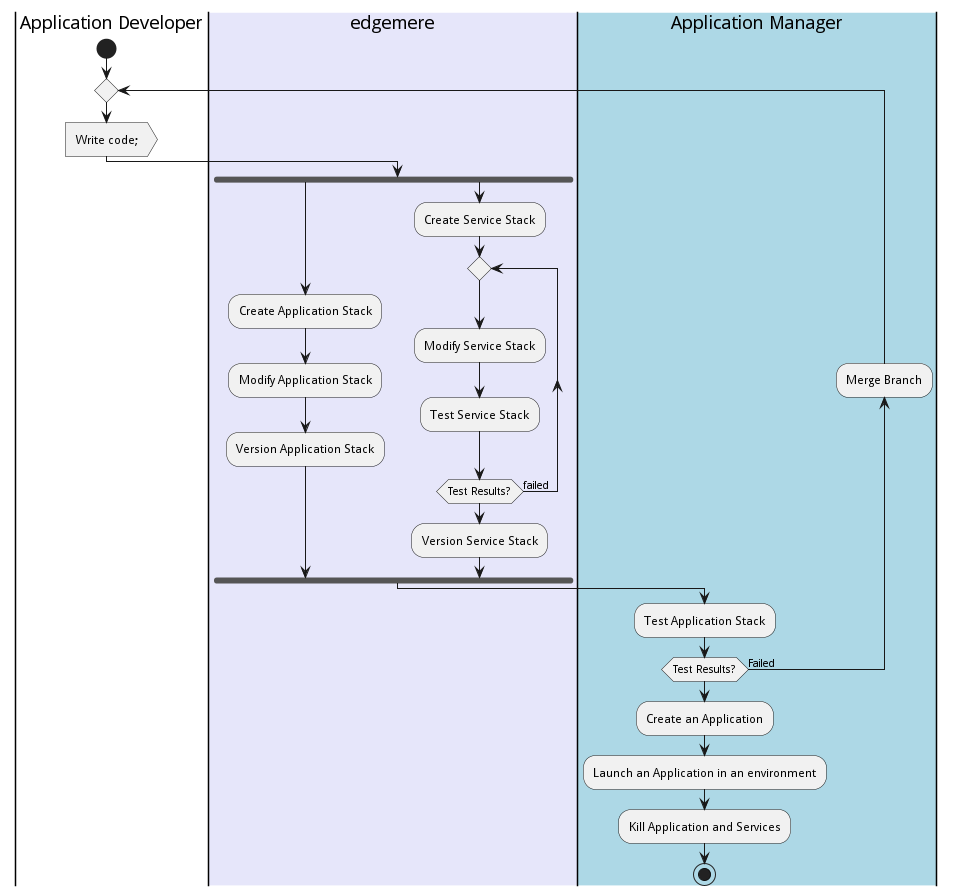 Application Developer
edgemere
Application Manager
Write code;
Create Service Stack
Create Application Stack
Modify Service Stack
Modify Application Stack
Merge Branch
Test Service Stack
Version Application Stack
Test Results?
failed
Version Service Stack
Test Application Stack
Test Results?
Failed
Create an Application
Launch an Application in an environment
Kill Application and Services